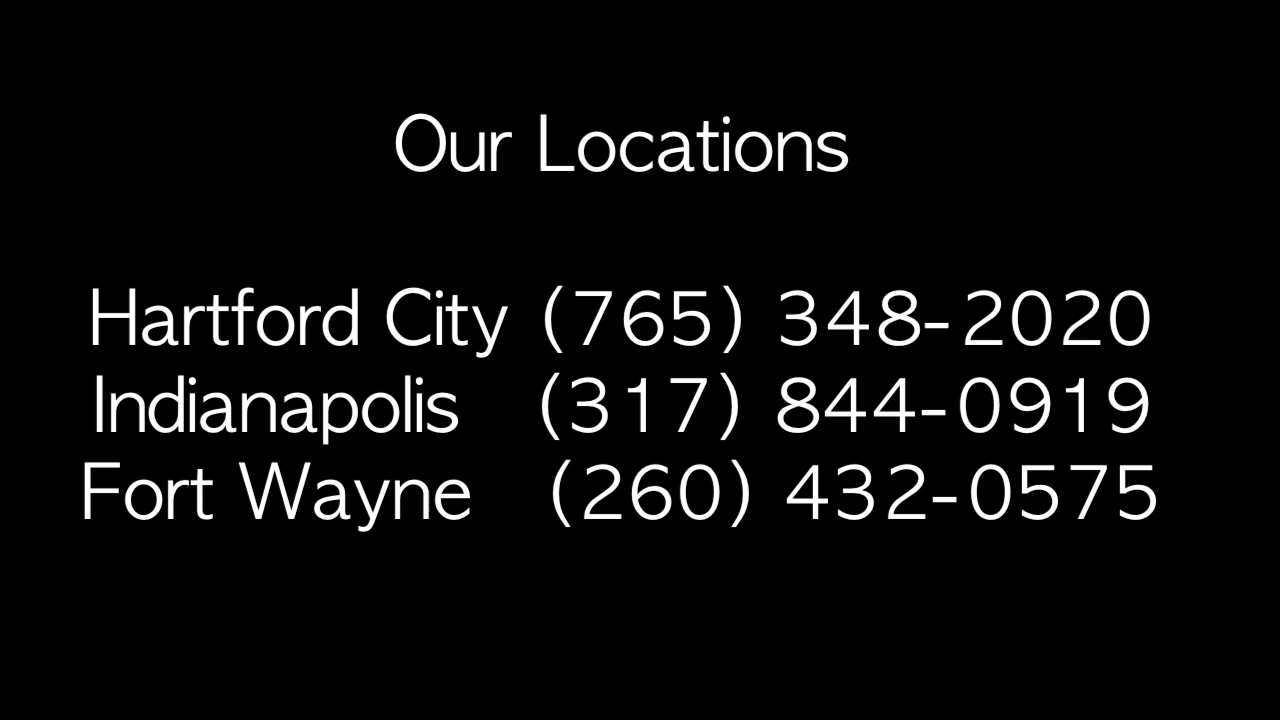 Our Locations
Hartford City (765) 348-2020
Indianapolis (317) 844-0919
Fort Wayne (260) 432-0575